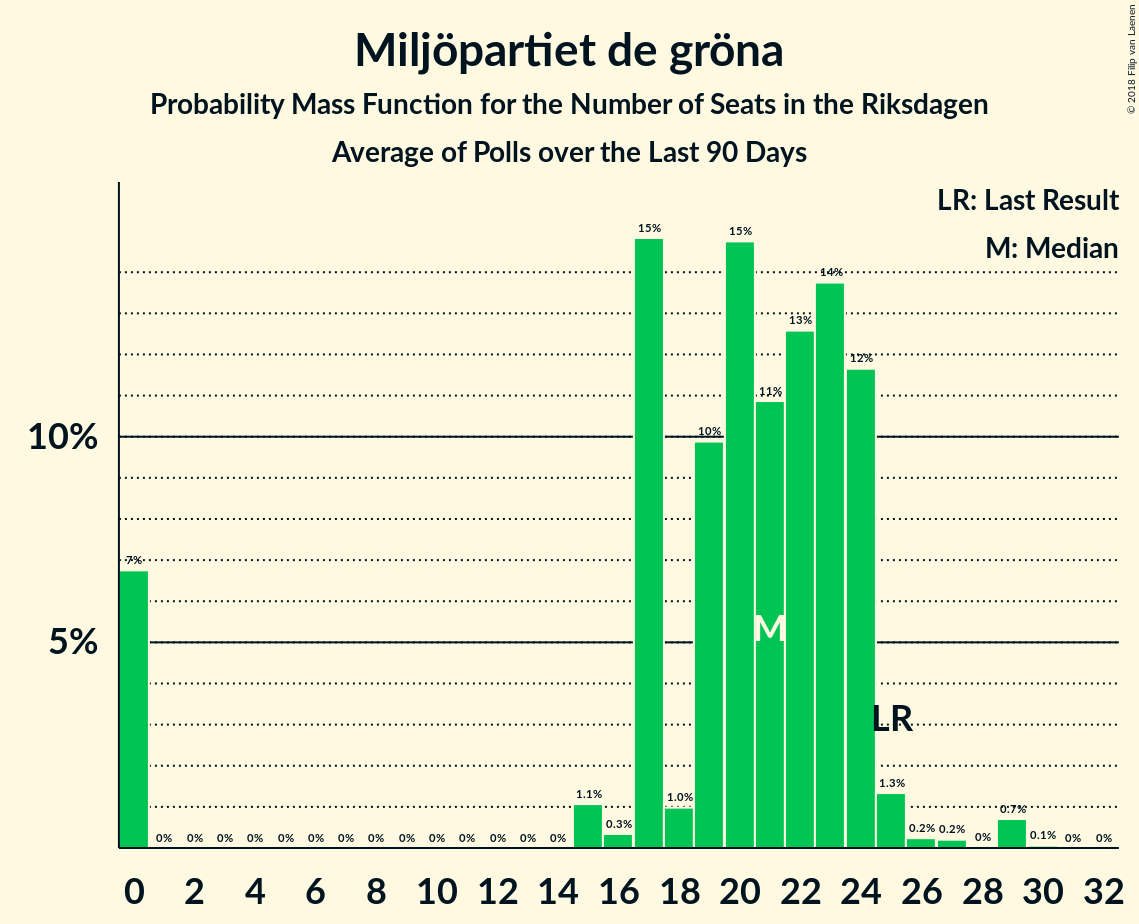 Miljöpartiet de gröna
Probability Mass Function for the Number of Seats in the Riksdagen
Average of Polls over the Last 90 Days
© 2018 Filip van Laenen
LR: Last Result
M: Median
10%
5%
7% 0% 0% 0% 0% 0% 0% 0% 0% 0% 0% 0% 0% 0% 0% 1.1% 0.3% 15% 1.0% 10% 15% 11% 13% 14% 12% 1.3% 0.2% 0.2% 0% 0.7% 0.1% 0% 0%
M
LR
0 2 4 6 8 10 12 14 16 18 20 22 24 26 28 30 32